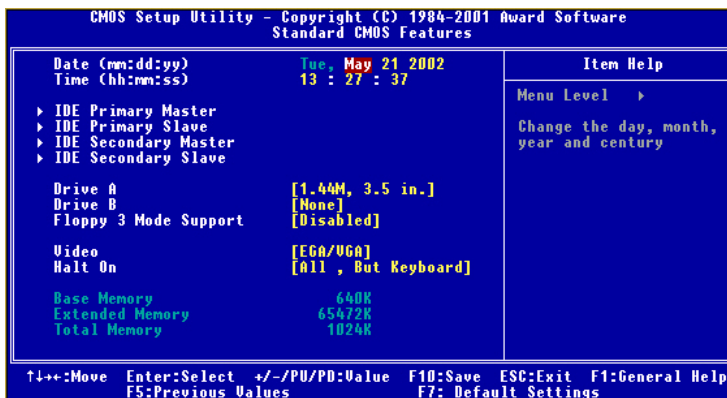 CMOS Setup Utility - Copyright (C) 1984-2001 Award Software
Standard CMOS Features
Date (mm:dd:yy) Tue, May 21 2002
Time (hh:mm:ss) 13 : 27 : 37
▸ IDE Primary Master
▸ IDE Primary Slave
▸ IDE Secondary Master
▸ IDE Secondary Slave
Drive A [1.44M, 3.5 in.]
Drive B [None]
Floppy 3 Mode Support [Disabled]
Video [EGA/VGA]
Halt On [All , But Keyboard]
Base Memory 640K
Extended Memory 65472K
Total Memory 1024K
Item Help
Menu Level ▸
Change the day, month,
year and century
↑↓→←:Move Enter:Select +/-/PU/PD:Value F10:Save ESC:Exit F1:General Help
F5:Previous Values F7: Default Settings